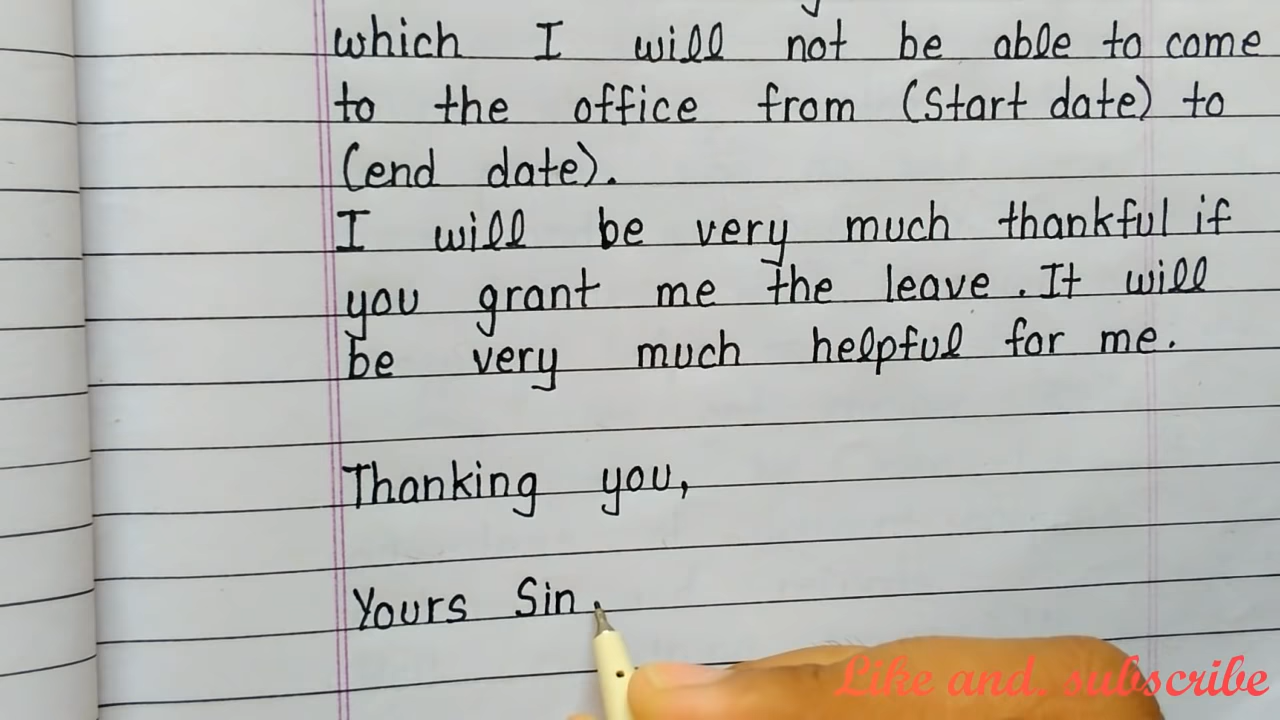 which I will not be able to come
to the office from (Start date) to
(end date).
I will be very much thankful if
you grant me the leave. It will
be very much helpful for me.
Thanking you,
Yours Sin
Like and. subscribe